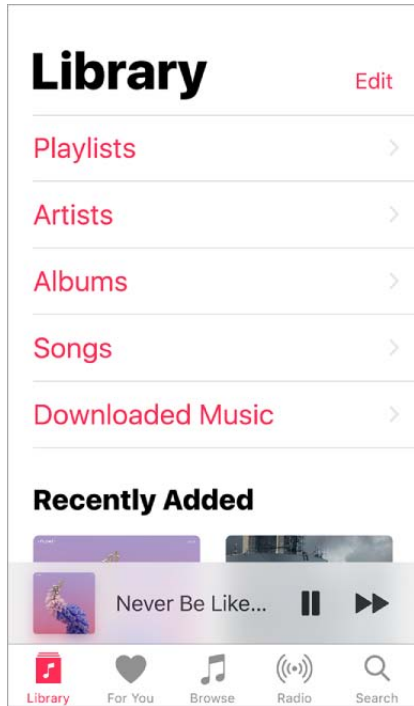 Library
Edit
Playlists
Artists
Albums
Songs
Downloaded Music
Recently Added
Never Be Like...
Library For You Browse Radio Search